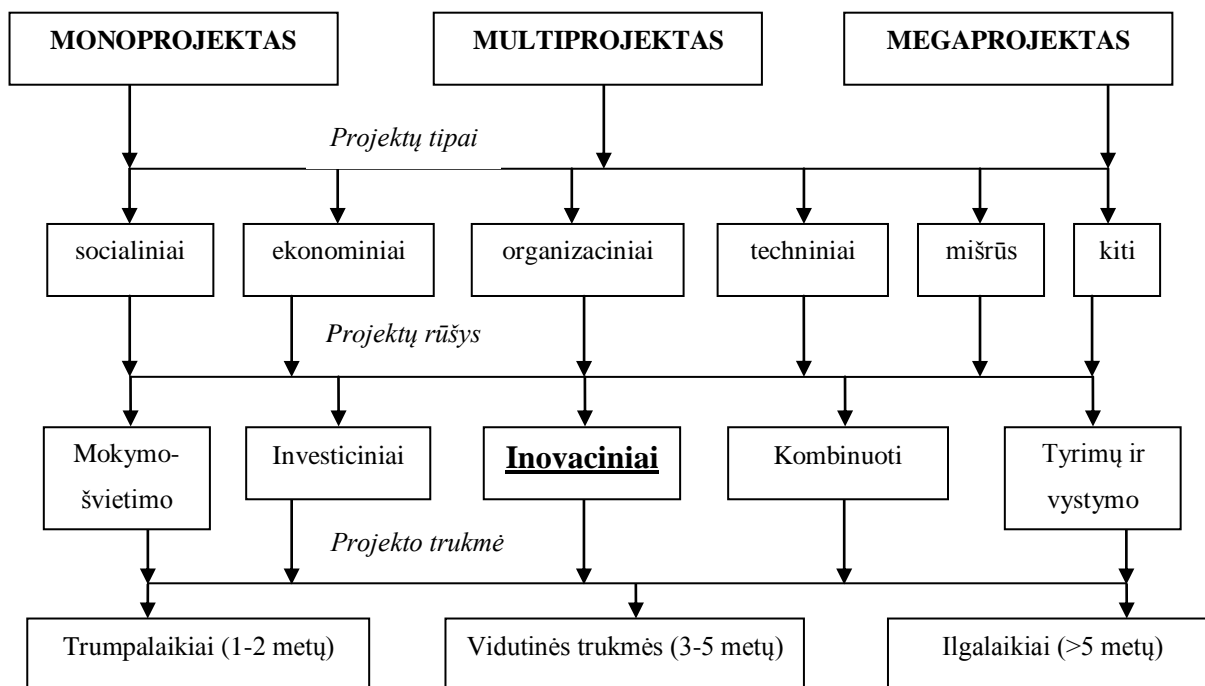 MONOPROJEKTAS
MULTIPROJEKTAS
MEGAPROJEKTAS
Projektų tipai
socialiniai
ekonominiai
organizaciniai
techniniai
mišrūs
kiti
Projektų rūšys
Mokymo-
švietimo
Investiciniai
Inovaciniai
Kombinuoti
Tyrimų ir
vystymo
Projekto trukmė
Trumpalaikiai (1-2 metų)
Vidutinės trukmės (3-5 metų)
Ilgalaikiai (>5 metų)